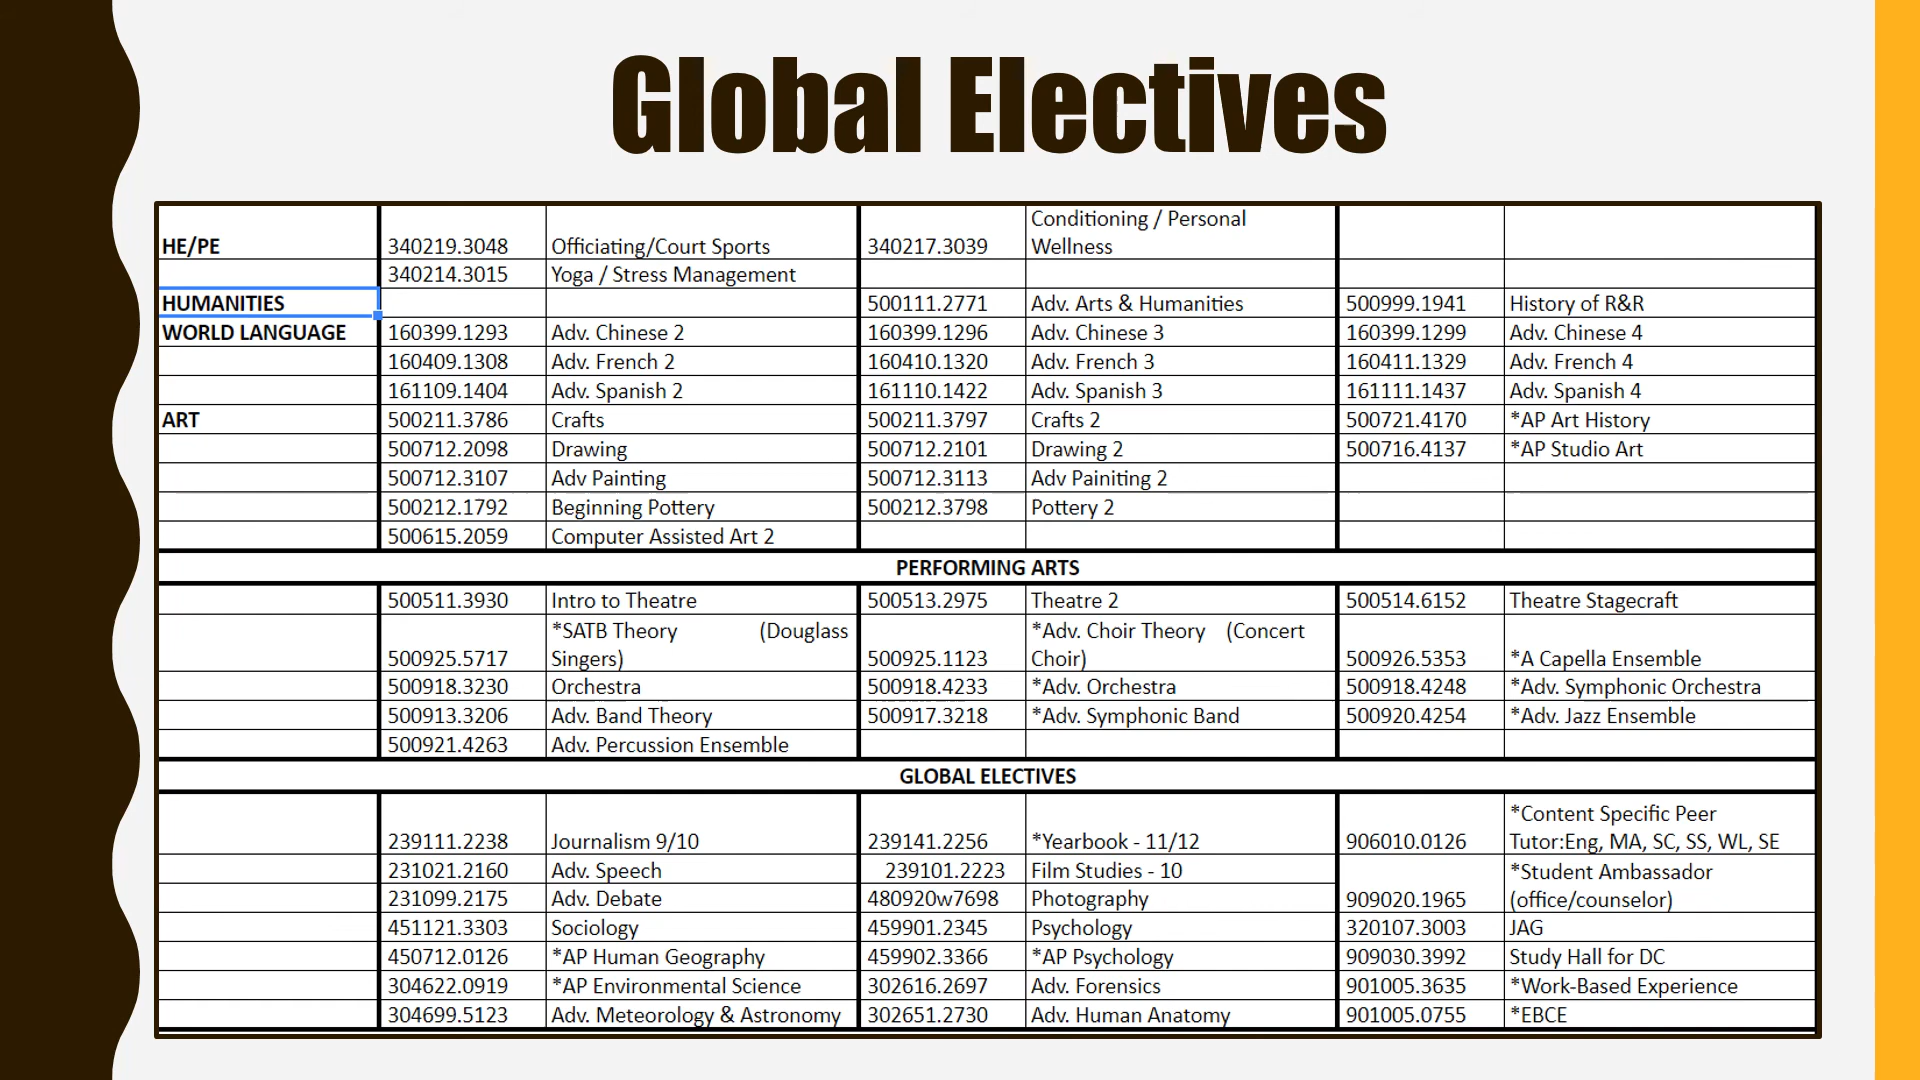 Global Electives
HE/PE 340219.3048 Officiating/Court Sports 340217.3039 Conditioning / Personal Wellness
340214.3015 Yoga / Stress Management
HUMANITIES 500111.2771 Adv. Arts & Humanities 500999.1941 History of R&R
WORLD LANGUAGE 160399.1293 Adv. Chinese 2 160399.1296 Adv. Chinese 3 160399.1299 Adv. Chinese 4
160409.1308 Adv. French 2 160410.1320 Adv. French 3 160411.1329 Adv. French 4
161109.1404 Adv. Spanish 2 161110.1422 Adv. Spanish 3 161111.1437 Adv. Spanish 4
ART 500211.3786 Crafts 500211.3797 Crafts 2 500721.4170 *AP Art History
500712.2098 Drawing 500712.2101 Drawing 2 500716.4137 *AP Studio Art
500712.3107 Adv Painting 500712.3113 Adv Painiting 2
500212.1792 Beginning Pottery 500212.3798 Pottery 2
500615.2059 Computer Assisted Art 2
PERFORMING ARTS
500511.3930 Intro to Theatre 500513.2975 Theatre 2 500514.6152 Theatre Stagecraft
500925.5717 *SATB Theory (Douglass Singers) 500925.1123 *Adv. Choir Theory (Concert Choir) 500926.5353 *A Capella Ensemble
500918.3230 Orchestra 500918.4233 *Adv. Orchestra 500918.4248 *Adv. Symphonic Orchestra
500913.3206 Adv. Band Theory 500917.3218 *Adv. Symphonic Band 500920.4254 *Adv. Jazz Ensemble
500921.4263 Adv. Percussion Ensemble
GLOBAL ELECTIVES
239111.2238 Journalism 9/10 239141.2256 *Yearbook - 11/12 906010.0126 *Content Specific Peer Tutor:Eng, MA, SC, SS, WL, SE
231021.2160 Adv. Speech 239101.2223 Film Studies - 10 909020.1965 *Student Ambassador (office/counselor)
231099.2175 Adv. Debate 480920w7698 Photography
451121.3303 Sociology 459901.2345 Psychology 320107.3003 JAG
450712.0126 *AP Human Geography 459902.3366 *AP Psychology 909030.3992 Study Hall for DC
304622.0919 *AP Environmental Science 302616.2697 Adv. Forensics 901005.3635 *Work-Based Experience
304699.5123 Adv. Meteorology & Astronomy 302651.2730 Adv. Human Anatomy 901005.0755 *EBCE